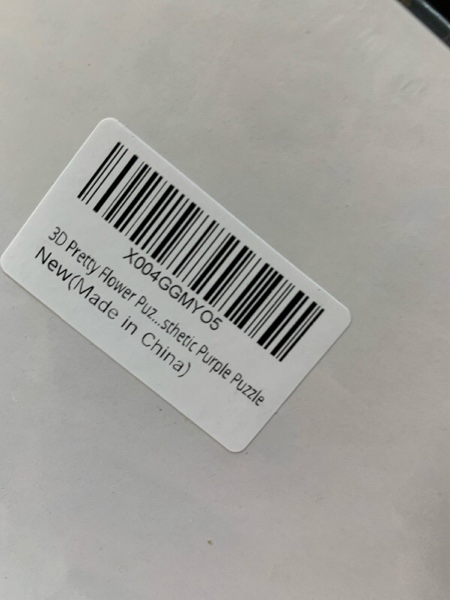 X004GGMYO5
3D Pretty Flower Puz...sthetic Purple Puzzle
New(Made in China)